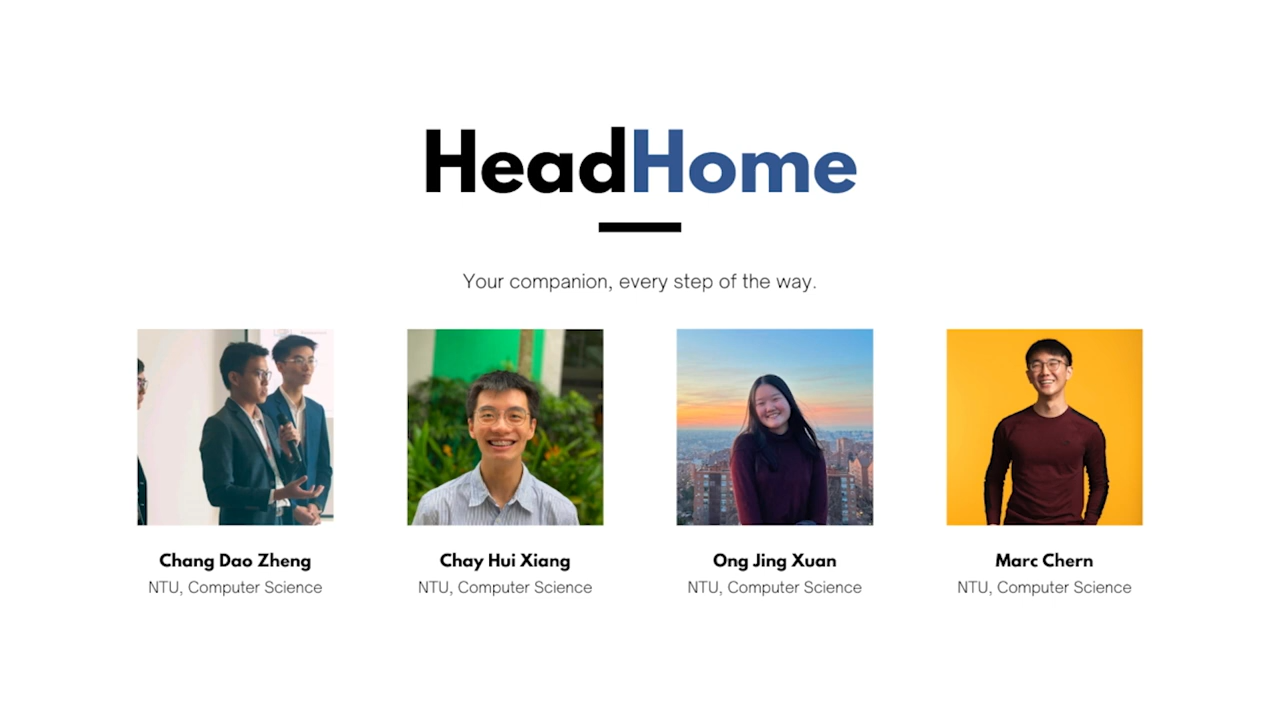 HeadHome
Your companion, every step of the way.
Chang Dao Zheng
NTU, Computer Science
Chay Hui Xiang
NTU, Computer Science
Ong Jing Xuan
NTU, Computer Science
Marc Chern
NTU, Computer Science